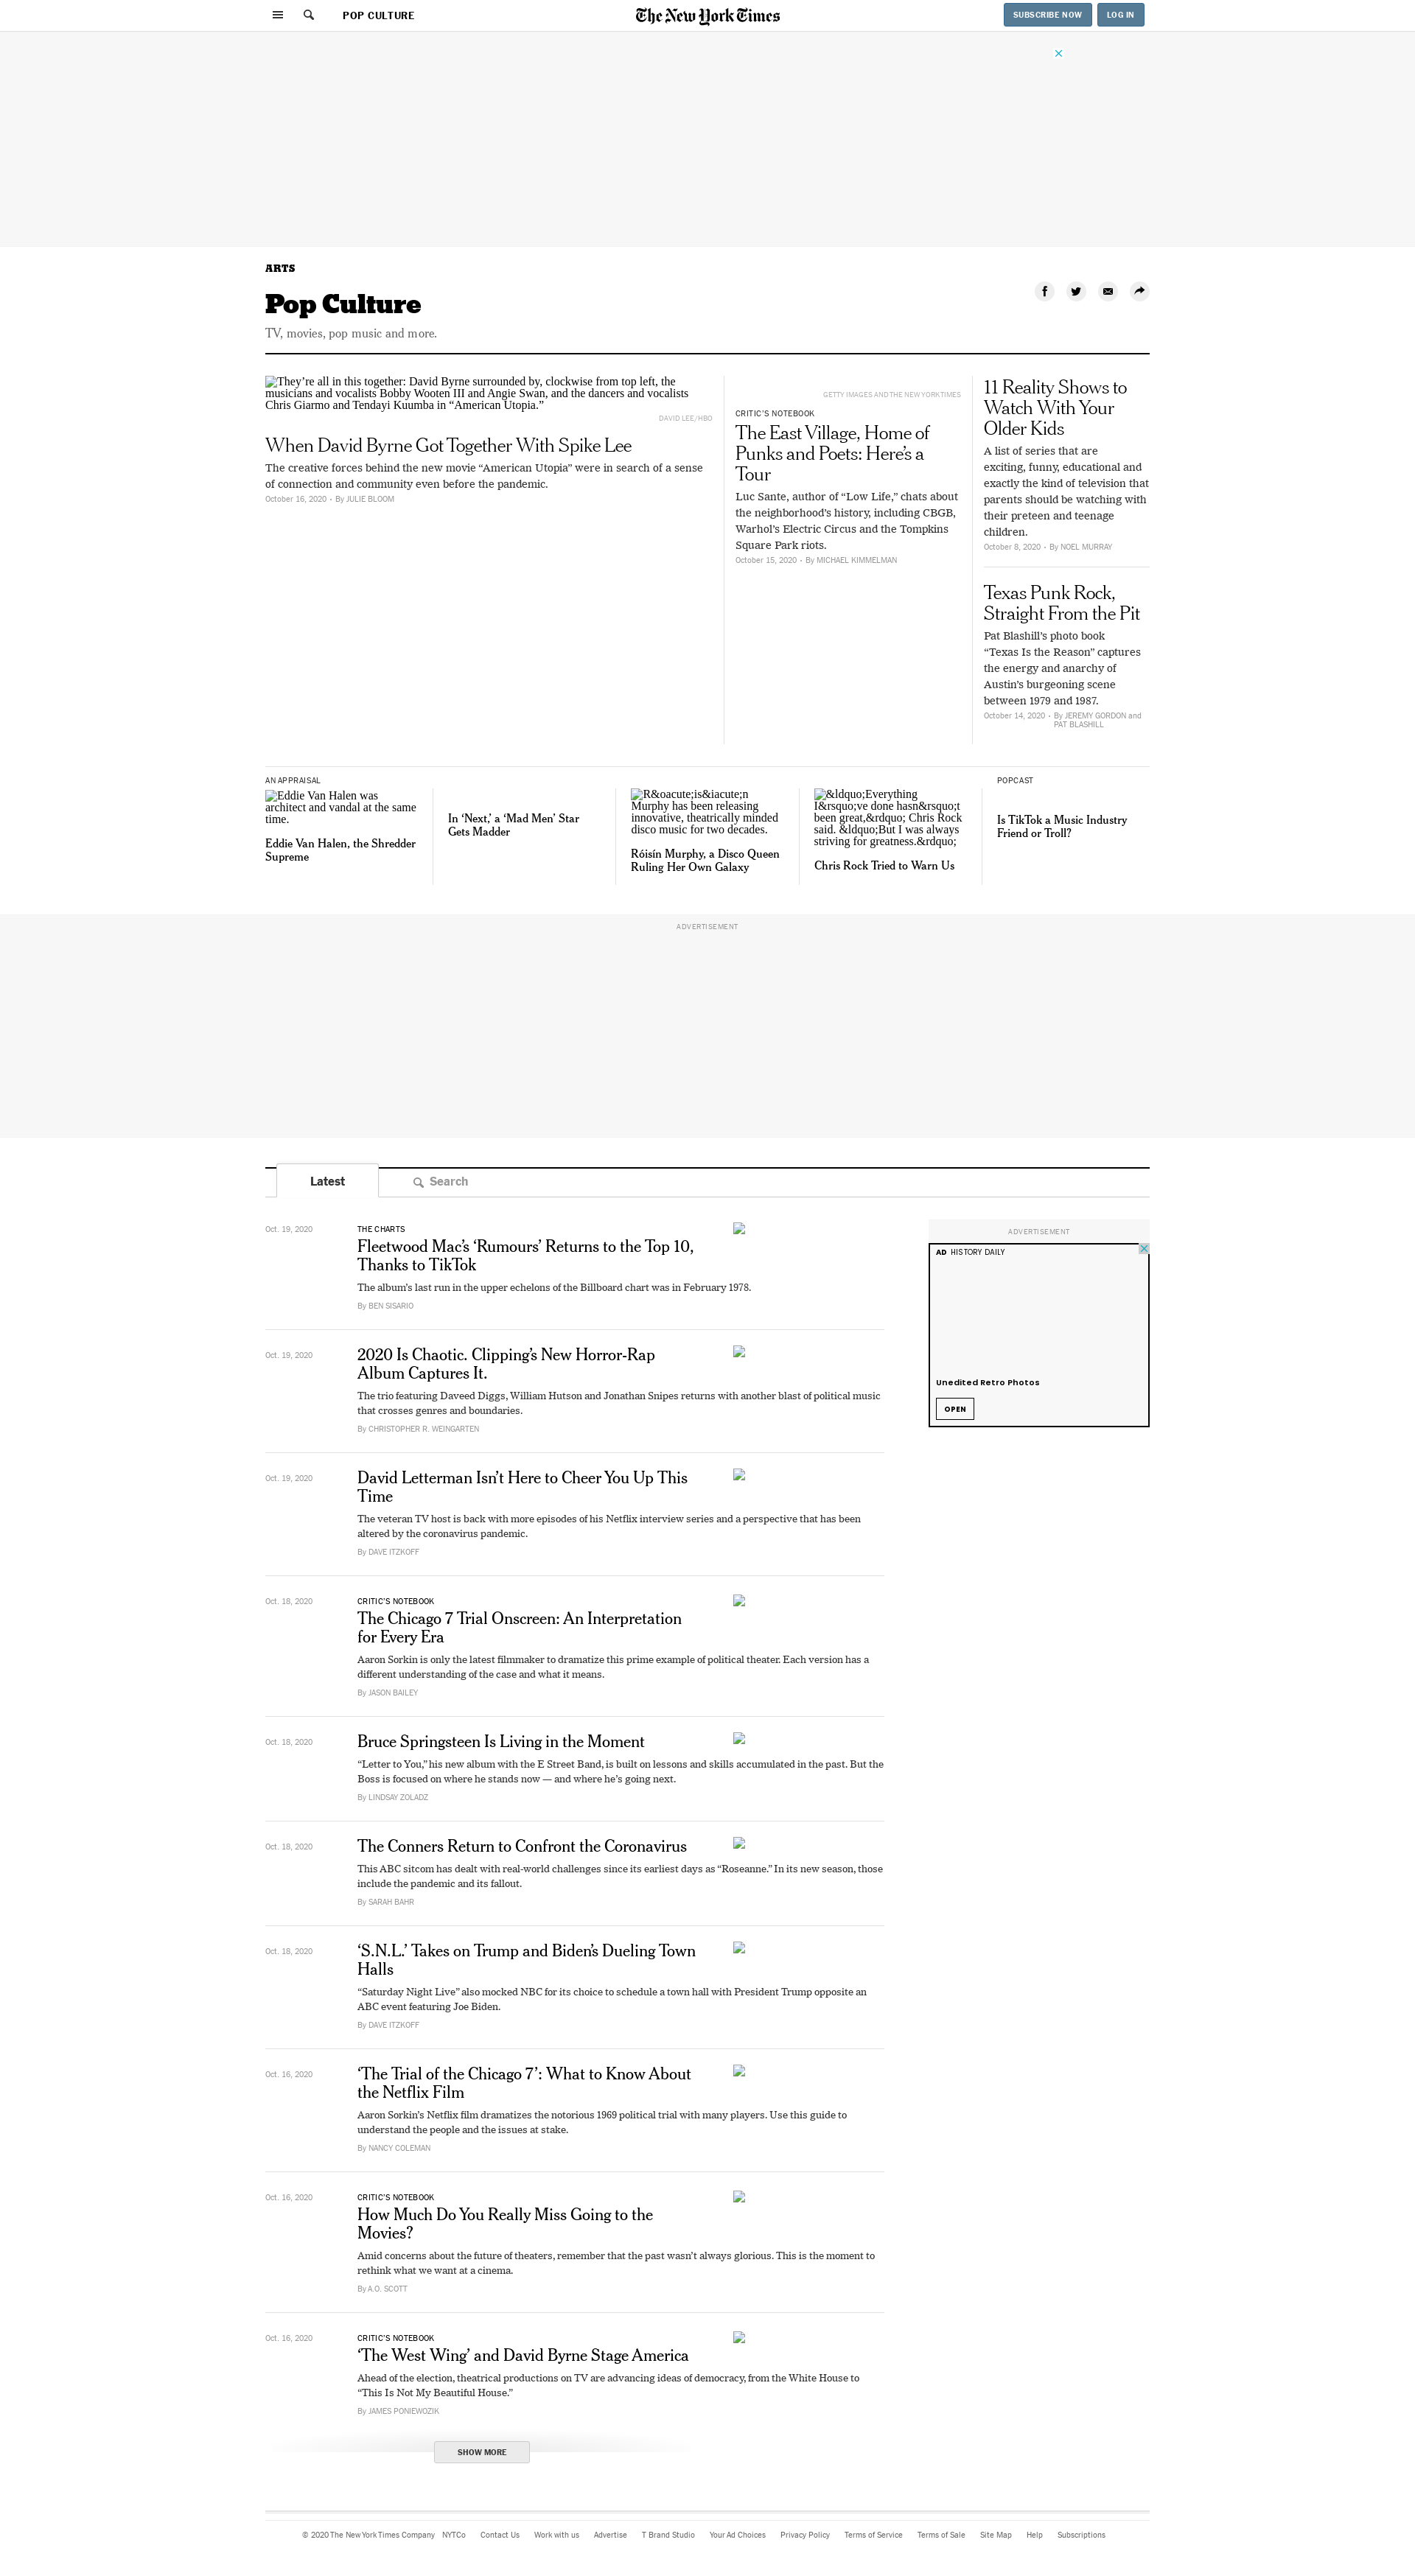 POP CULTURE
The New York Times
SUBSCRIBE NOW
LOG IN
ARTS
Pop Culture
TV, movies, pop music and more.
They're all in this together: David Byrne surrounded by, clockwise from top left, the
musicians and vocalists Bobby Wooten III and Angie Swan, and the dancers and vocalists
Chris Giarmo and Tendayi Kuumba in “American Utopia.”
DAVID LEE/HBO
When David Byrne Got Together With Spike Lee
The creative forces behind the new movie “American Utopia” were in search of a sense
of connection and community even before the pandemic.
October 16, 2020 • By JULIE BLOOM
GETTY IMAGES AND THE NEW YORK TIMES
CRITIC’S NOTEBOOK
The East Village, Home of
Punks and Poets: Here’s a
Tour
Luc Sante, author of “Low Life,” chats about
the neighborhood’s history, including CBGB,
Warhol’s Electric Circus and the Tompkins
Square Park riots.
October 15, 2020 • By MICHAEL KIMMELMAN
11 Reality Shows to
Watch With Your
Older Kids
A list of series that are
exciting, funny, educational and
exactly the kind of television that
parents should be watching with
their preteen and teenage
children.
October 8, 2020 • By NOEL MURRAY
Texas Punk Rock,
Straight From the Pit
Pat Blashill’s photo book
“Texas Is the Reason” captures
the energy and anarchy of
Austin’s burgeoning scene
between 1979 and 1987.
October 14, 2020 • By JEREMY GORDON and
PAT BLASHILL
AN APPRAISAL
Eddie Van Halen was
architect and vandal at the same
time.
Eddie Van Halen, the Shredder
Supreme
In ‘Next,’ a ‘Mad Men’ Star
Gets Madder
R&oacute;is&iacute;n
Murphy has been releasing
innovative, theatrically minded
disco music for two decades.
Róisín Murphy, a Disco Queen
Ruling Her Own Galaxy
&ldquo;Everything
I&rsquo;ve done hasn&rsquo;t
been great,&rdquo; Chris Rock
said. &ldquo;But I was always
striving for greatness.&rdquo;
Chris Rock Tried to Warn Us
POPCAST
Is TikTok a Music Industry
Friend or Troll?
ADVERTISEMENT
Latest
Search
Oct. 19, 2020
THE CHARTS
Fleetwood Mac’s ‘Rumours’ Returns to the Top 10,
Thanks to TikTok
The album’s last run in the upper echelons of the Billboard chart was in February 1978.
By BEN SISARIO
ADVERTISEMENT
AD HISTORY DAILY
Unedited Retro Photos
OPEN
Oct. 19, 2020
2020 Is Chaotic. Clipping’s New Horror-Rap
Album Captures It.
The trio featuring Daveed Diggs, William Hutson and Jonathan Snipes returns with another blast of political music
that crosses genres and boundaries.
By CHRISTOPHER R. WEINGARTEN
Oct. 19, 2020
David Letterman Isn’t Here to Cheer You Up This
Time
The veteran TV host is back with more episodes of his Netflix interview series and a perspective that has been
altered by the coronavirus pandemic.
By DAVE ITZKOFF
Oct. 18, 2020
CRITIC’S NOTEBOOK
The Chicago 7 Trial Onscreen: An Interpretation
for Every Era
Aaron Sorkin is only the latest filmmaker to dramatize this prime example of political theater. Each version has a
different understanding of the case and what it means.
By JASON BAILEY
Oct. 18, 2020
Bruce Springsteen Is Living in the Moment
“Letter to You,” his new album with the E Street Band, is built on lessons and skills accumulated in the past. But the
Boss is focused on where he stands now — and where he’s going next.
By LINDSAY ZOLADZ
Oct. 18, 2020
The Conners Return to Confront the Coronavirus
This ABC sitcom has dealt with real-world challenges since its earliest days as “Roseanne.” In its new season, those
include the pandemic and its fallout.
By SARAH BAHR
Oct. 18, 2020
‘S.N.L.’ Takes on Trump and Biden’s Dueling Town
Halls
“Saturday Night Live” also mocked NBC for its choice to schedule a town hall with President Trump opposite an
ABC event featuring Joe Biden.
By DAVE ITZKOFF
Oct. 16, 2020
‘The Trial of the Chicago 7’: What to Know About
the Netflix Film
Aaron Sorkin’s Netflix film dramatizes the notorious 1969 political trial with many players. Use this guide to
understand the people and the issues at stake.
By NANCY COLEMAN
Oct. 16, 2020
CRITIC’S NOTEBOOK
How Much Do You Really Miss Going to the
Movies?
Amid concerns about the future of theaters, remember that the past wasn’t always glorious. This is the moment to
rethink what we want at a cinema.
By A.O. SCOTT
Oct. 16, 2020
CRITIC’S NOTEBOOK
‘The West Wing’ and David Byrne Stage America
Ahead of the election, theatrical productions on TV are advancing ideas of democracy, from the White House to
“This Is Not My Beautiful House.”
By JAMES PONIEWOZIK
SHOW MORE
© 2020 The New York Times Company NYTCo Contact Us Work with us Advertise T Brand Studio Your Ad Choices Privacy Policy Terms of Service Terms of Sale Site Map Help Subscriptions